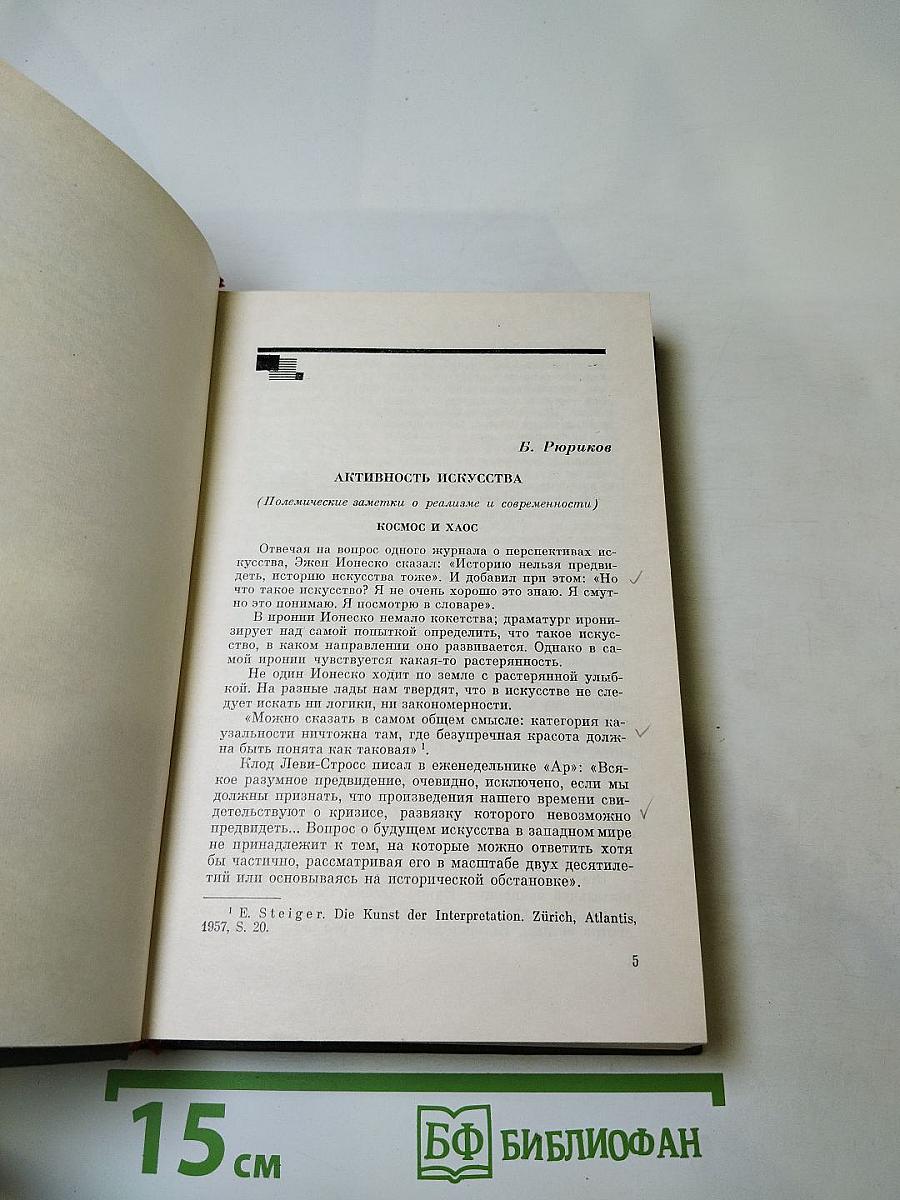 Б. Рюриков
АКТИВНОСТЬ ИСКУССТВА
(Полемические заметки о реализме и современности)
КОСМОС И ХАОС
Отвечая на вопрос одного журнала о перспективах ис-
кусства, Эжен Ионеско сказал: «Историю нельзя предви-
деть, историю искусства тоже». И добавил при этом: «Но
что такое искусство? Я не очень хорошо это знаю. Я смут-
но это понимаю. Я посмотрю в словаре».
В иронии Ионеско немало кокетства; драматург ирони-
зирует над самой попыткой определить, что такое искус-
ство, в каком направлении оно развивается. Однако в са-
мой иронии чувствуется какая-то растерянность.
Не один Ионеско ходит по земле с растерянной улыб-
кой. На разные лады нам твердят, что в искусстве не сле-
дует искать ни логики, ни закономерности.
«Можно сказать в самом общем смысле: категория ка-
узальности ничтожна там, где безупречная красота долж-
на быть понята как таковая» ¹.
Клод Леви-Стросс писал в еженедельнике «Ар»: «Вся-
кое разумное предвидение, очевидно, исключено, если мы
должны признать, что произведения нашего времени сви-
детельствуют о кризисе, развязку которого невозможно
предвидеть... Вопрос о будущем искусства в западном мире
не принадлежит к тем, на которые можно ответить хотя
бы частично, рассматривая его в масштабе двух десятиле-
тий или основываясь на исторической обстановке».
¹ E. Steiger. Die Kunst der Interpretation. Zürich, Atlantis,
1957, S. 20.
5
15 см
БФ БИБЛИОФАН